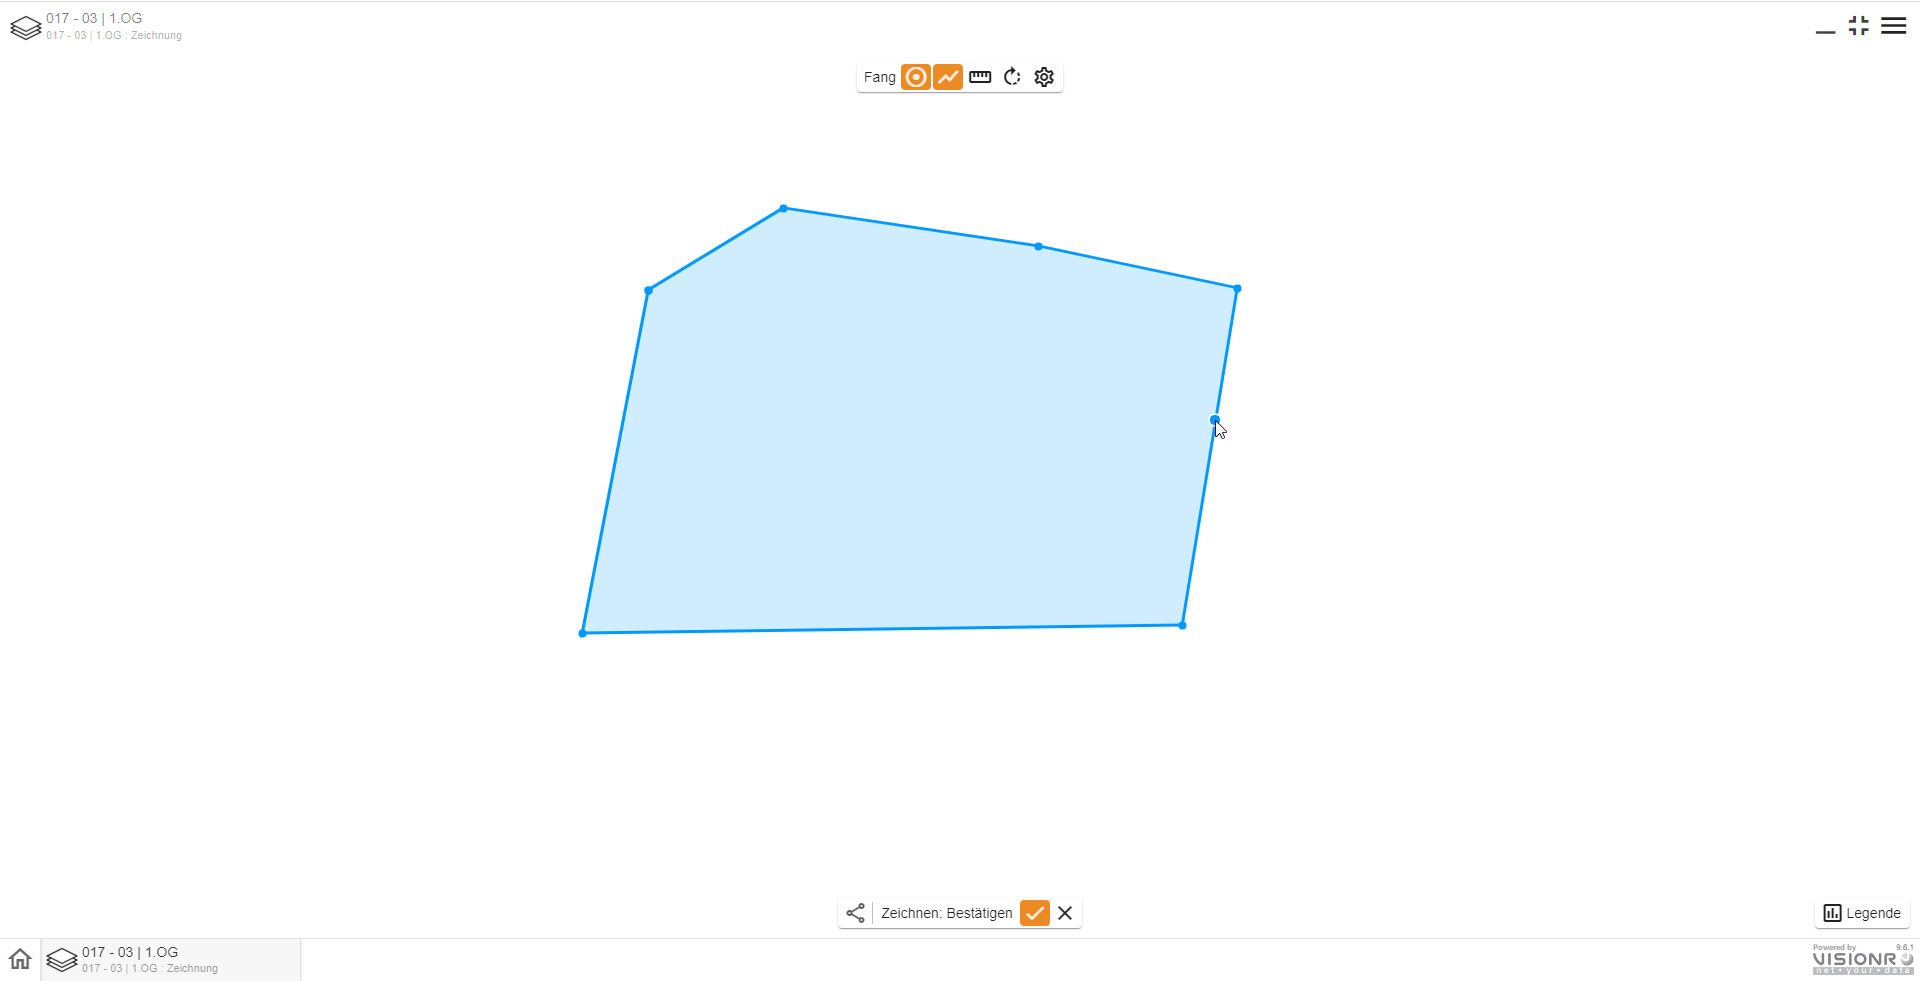 017 - 03 | 1.OG
017 - 03 | 1.OG : Zeichnung
Fang
Zeichnen: Bestätigen
Legende
017 - 03 | 1.OG
017 - 03 | 1.OG : Zeichnung
Powered by 9.6.1
VISIONR
net • your • data